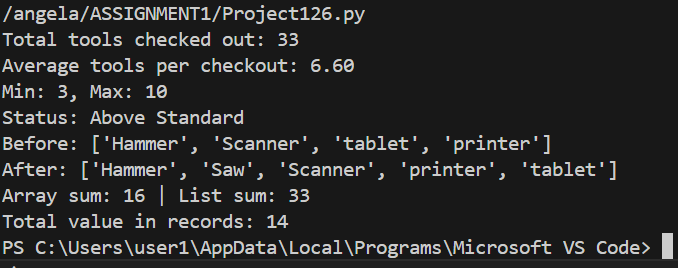 /angela/ASSIGNMENT1/Project126.py
Total tools checked out: 33
Average tools per checkout: 6.60
Min: 3, Max: 10
Status: Above Standard
Before: ['Hammer', 'Scanner', 'tablet', 'printer']
After: ['Hammer', 'Saw', 'Scanner', 'printer', 'tablet']
Array sum: 16 | List sum: 33
Total value in records: 14
PS C:\Users\user1\AppData\Local\Programs\Microsoft VS Code>